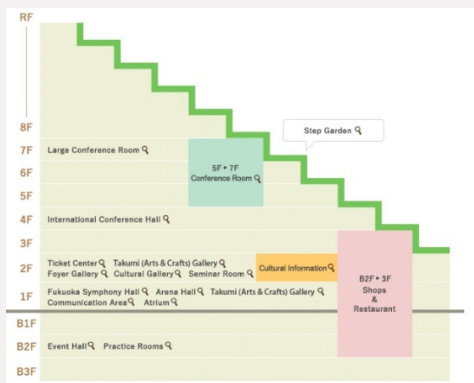 RF
8F
Step Garden
7F Large Conference Room
5F▸7F
Conference Room
6F
5F
4F International Conference Hall
3F
2F Ticket Center Takumi (Arts & Crafts) Gallery
Foyer Gallery Cultural Gallery Seminar Room
Cultural Information
B2F▸3F
Shops
&
Restaurant
1F Fukuoka Symphony Hall Arena Hall Takumi (Arts & Crafts) Gallery
Communication Area Atrium
B1F
B2F Event Hall Practice Rooms
B3F